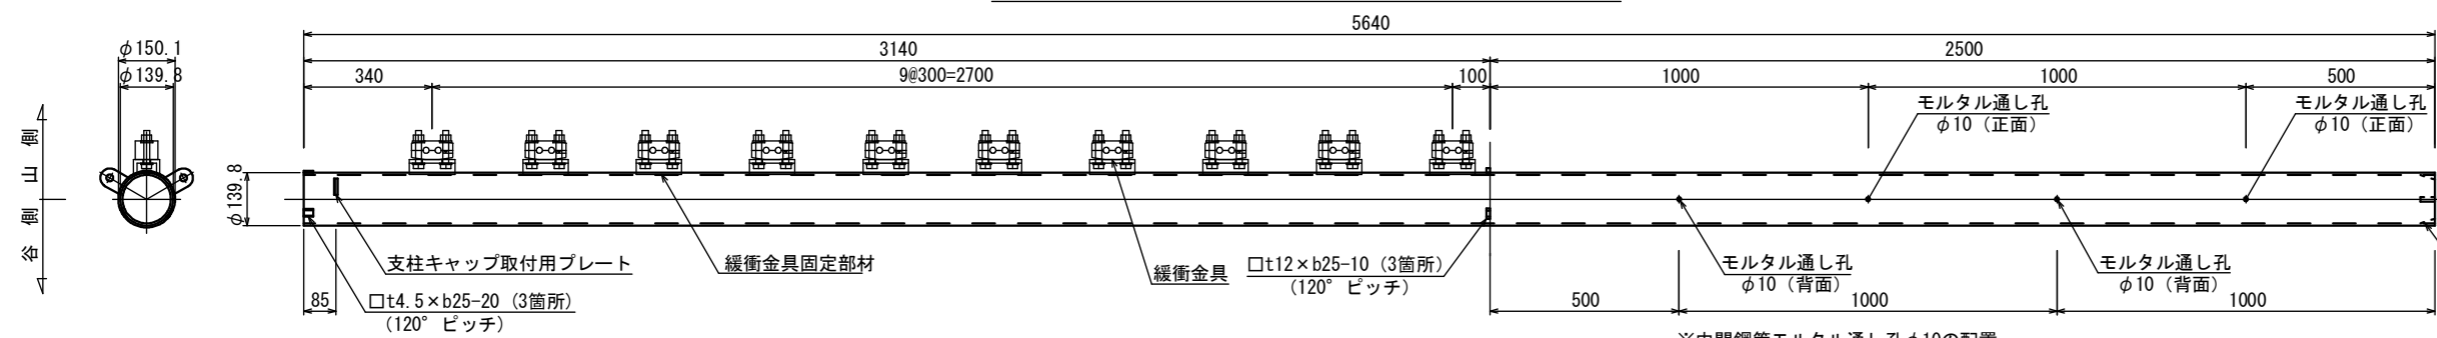 5640
3140
2500
340
9@300=2700
100
1000
1000
500
φ150.1
φ139.8
モルタル通し孔
φ10（正面）
モルタル通し孔
φ10（正面）
山側
谷側
φ139.8
支柱キャップ取付用プレート
緩衝金具固定部材
緩衝金具
□t12×b25-10（3箇所）
（120°ピッチ）
モルタル通し孔
φ10（背面）
モルタル通し孔
φ10（背面）
85
□t4.5×b25-20（3箇所）
（120°ピッチ）
500
1000
1000